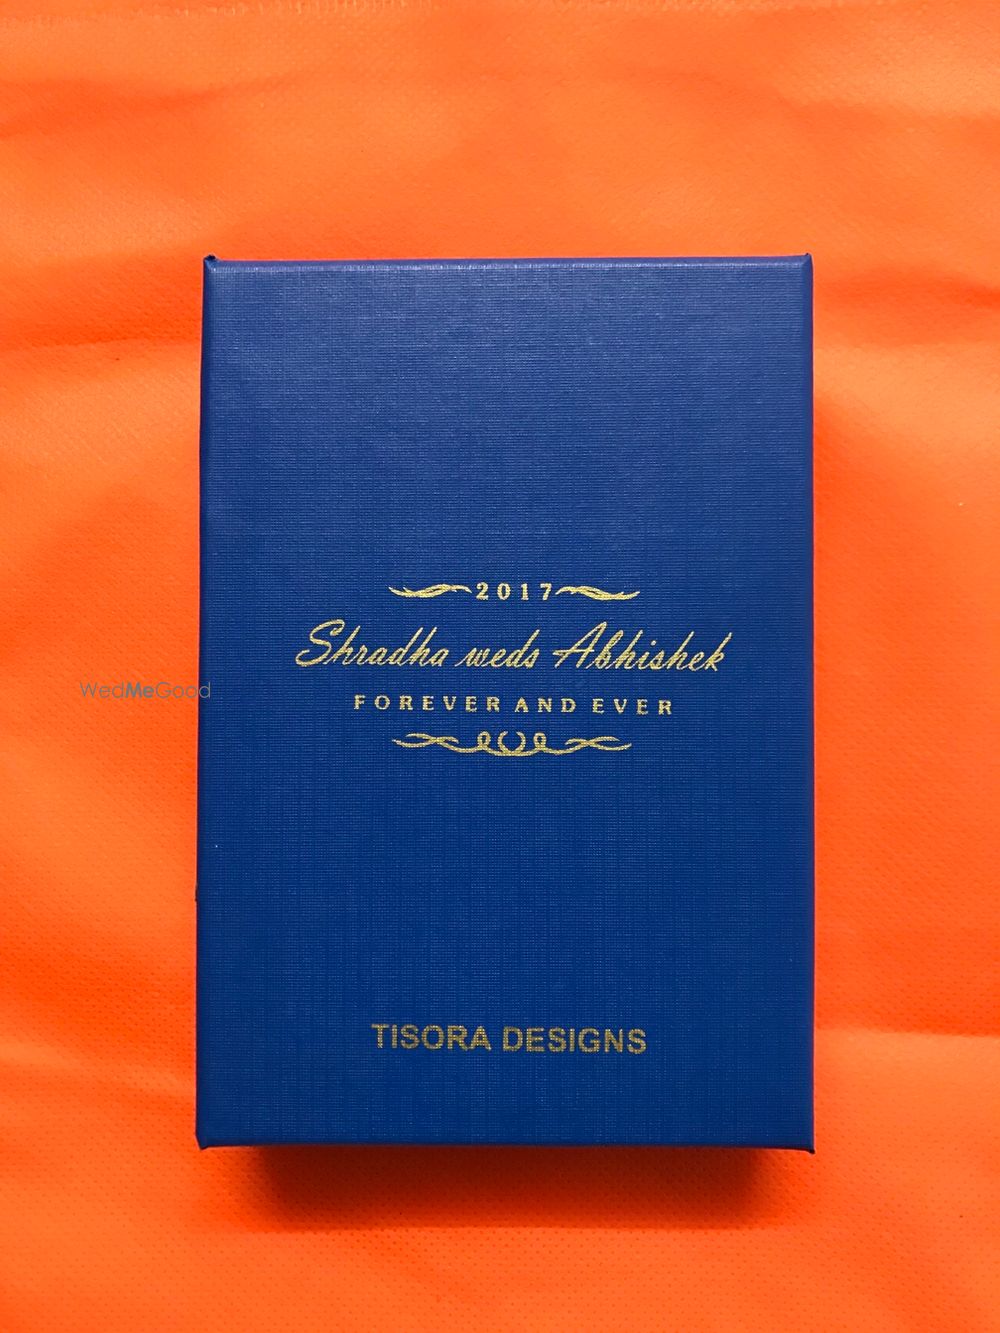 2017
Shradha weds Abhishek
FOREVER AND EVER
WedMeGood
TISORA DESIGNS